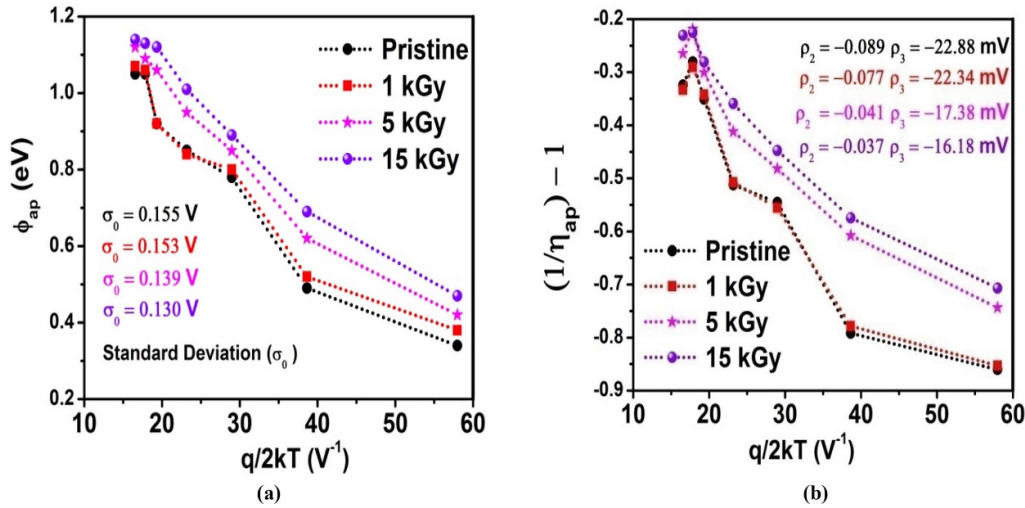 1.2
1.0
0.8
0.6
0.4
0.2
ϕap (eV)
Pristine
1 kGy
5 kGy
15 kGy
σ0 = 0.155 V
σ0 = 0.153 V
σ0 = 0.139 V
σ0 = 0.130 V
Standard Deviation (σ0 )
10 20 30 40 50 60
q/2kT (V-1)
(a)
-0.2
-0.3
-0.4
-0.5
-0.6
-0.7
-0.8
-0.9
(1/ηap) − 1
ρ2 = −0.089 ρ3 = −22.88 mV
ρ2 = −0.077 ρ3 = −22.34 mV
ρ2 = −0.041 ρ3 = −17.38 mV
ρ2 = −0.037 ρ3 = −16.18 mV
Pristine
1 kGy
5 kGy
15 kGy
10 20 30 40 50 60
q/2kT (V-1)
(b)